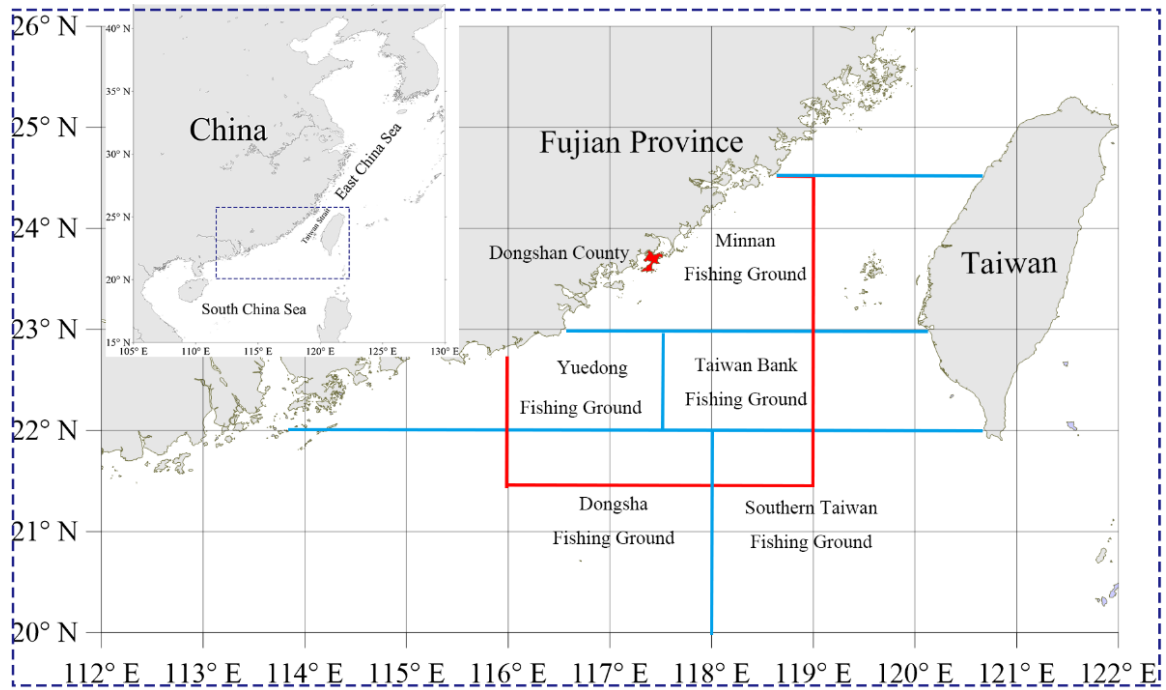 26° N
25° N
24° N
23° N
22° N
21° N
20° N
40° N
35° N
30° N
25° N
20° N
15° N
105° E 110° E 115° E 120° E 125° E 130° E
China
East China Sea
Taiwan Strait
South China Sea
Fujian Province
Dongshan County
Minnan
Fishing Ground
Taiwan
Yuedong
Fishing Ground
Taiwan Bank
Fishing Ground
Dongsha
Fishing Ground
Southern Taiwan
Fishing Ground
112° E 113° E 114° E 115° E 116° E 117° E 118° E 119° E 120° E 121° E 122° E